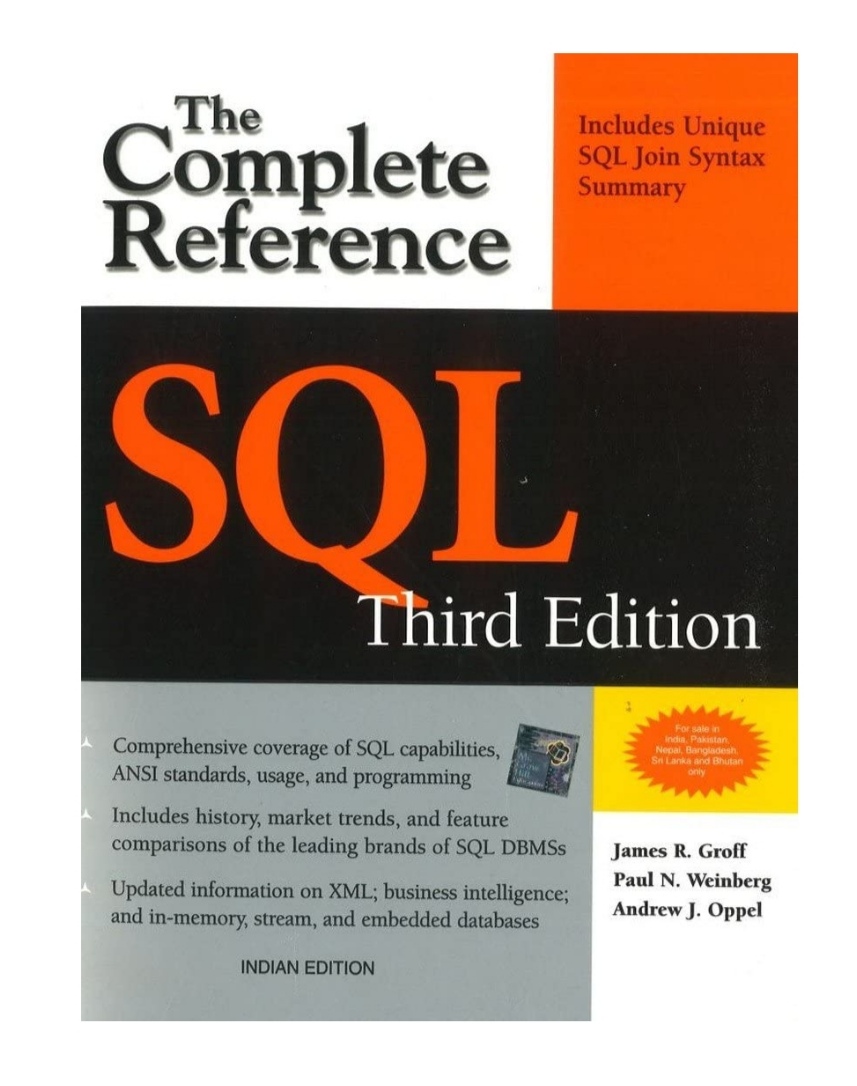 The
Complete
Reference
Includes Unique
SQL Join Syntax
Summary
SQL
Third Edition
Comprehensive coverage of SQL capabilities,
ANSI standards, usage, and programming
Includes history, market trends, and feature
comparisons of the leading brands of SQL DBMSs
Updated information on XML; business intelligence;
and in-memory, stream, and embedded databases
INDIAN EDITION
For sale in
India, Pakistan,
Nepal, Bangladesh,
Sri Lanka and Bhutan
only
James R. Groff
Paul N. Weinberg
Andrew J. Oppel